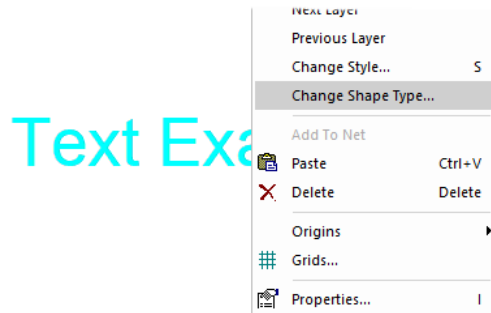 Next Layer
Previous Layer
Change Style... S
Change Shape Type...
Text Exa
Add To Net
Paste Ctrl+V
Delete Delete
Origins
Grids...
Properties... I